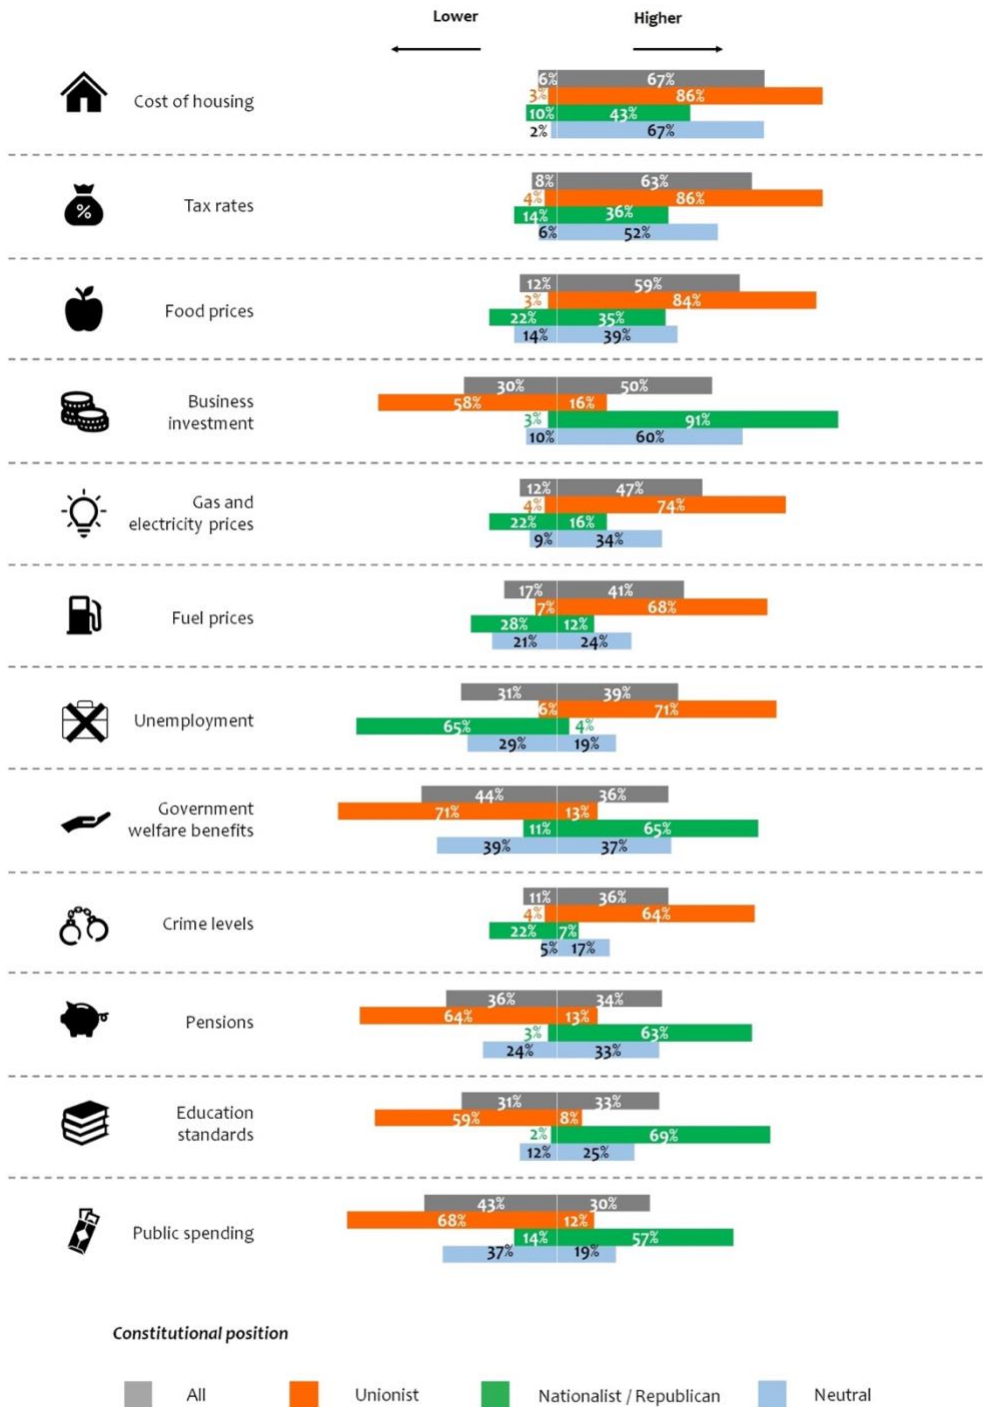 Lower Higher
6% 67%
3% 86%
Cost of housing
10% 43%
2% 67%
8% 63%
4% 86%
Tax rates
%
14% 36%
6% 52%
12% 59%
3% 84%
Food prices
22% 35%
14% 39%
30% 50%
Business
58% 16%
investment
3% 91%
10% 60%
12% 47%
Gas and
4% 74%
electricity prices
22% 16%
9% 34%
17% 41%
7% 68%
Fuel prices
28% 12%
21% 24%
31% 39%
6% 71%
Unemployment
65% 4%
29% 19%
44% 36%
Government
71% 13%
welfare benefits
11% 65%
39% 37%
11% 36%
4% 64%
Crime levels
22% 7%
5% 17%
36% 34%
64% 13%
Pensions
3% 63%
24% 33%
31% 33%
Education
59% 8%
standards
2% 69%
12% 25%
43% 30%
68% 12%
Public spending
14% 57%
37% 19%
Constitutional position
All Unionist Nationalist / Republican Neutral